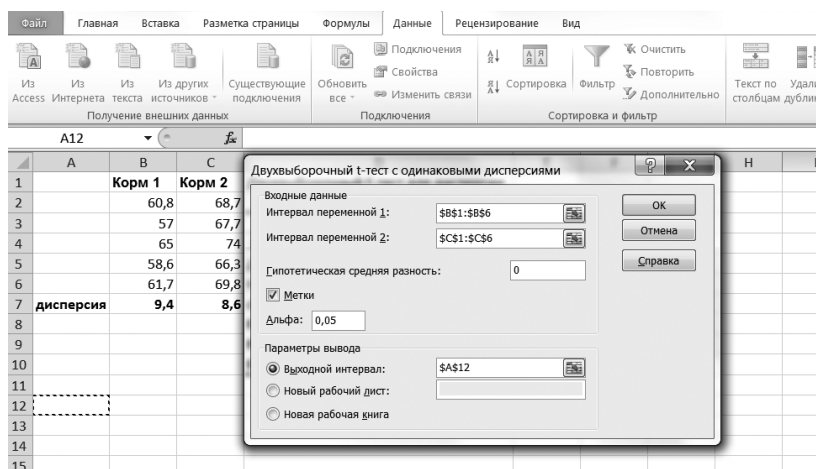 Файл Главная Вставка Разметка страницы Формулы Данные Рецензирование Вид
Из Access
Из Интернета
Из текста
Из других источников
Существующие подключения
Получение внешних данных
Обновить все
Подключения
Свойства
Изменить связи
Подключения
А Я
Я А
Сортировка
Фильтр
Очистить
Повторить
Дополнительно
Сортировка и фильтр
Текст по столбцам
A12 fx
A B C H
1 Корм 1 Корм 2
2 60,8 68,7
3 57 67,7
4 65 74
5 58,6 66,3
6 61,7 69,8
7 дисперсия 9,4 8,6
8
9
10
11
12
13
14
15
Двухвыборочный t-тест с одинаковыми дисперсиями ? X
Входные данные
Интервал переменной 1: $B$1:$B$6
Интервал переменной 2: $C$1:$C$6
Гипотетическая средняя разность: 0
Метки
Альфа: 0,05
Параметры вывода
Выходной интервал: $A$12
Новый рабочий лист:
Новая рабочая книга
ОК
Отмена
Справка